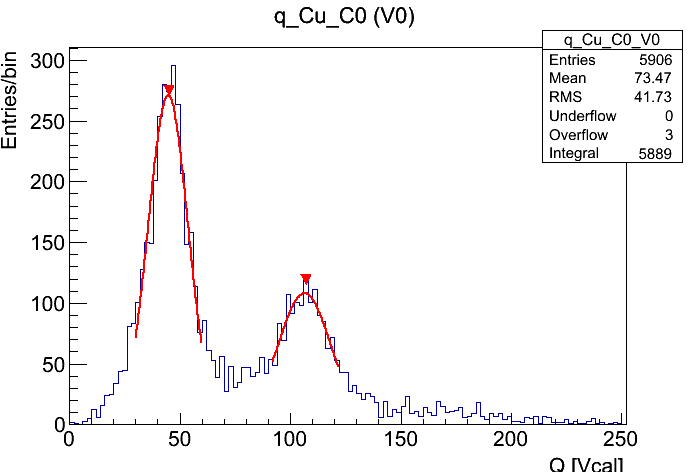 q_Cu_C0 (V0)
q_Cu_C0_V0
Entries 5906
Mean 73.47
RMS 41.73
Underflow 0
Overflow 3
Integral 5889
Entries/bin
300
250
200
150
100
50
0
0 50 100 150 200 250
Q [Vcal]